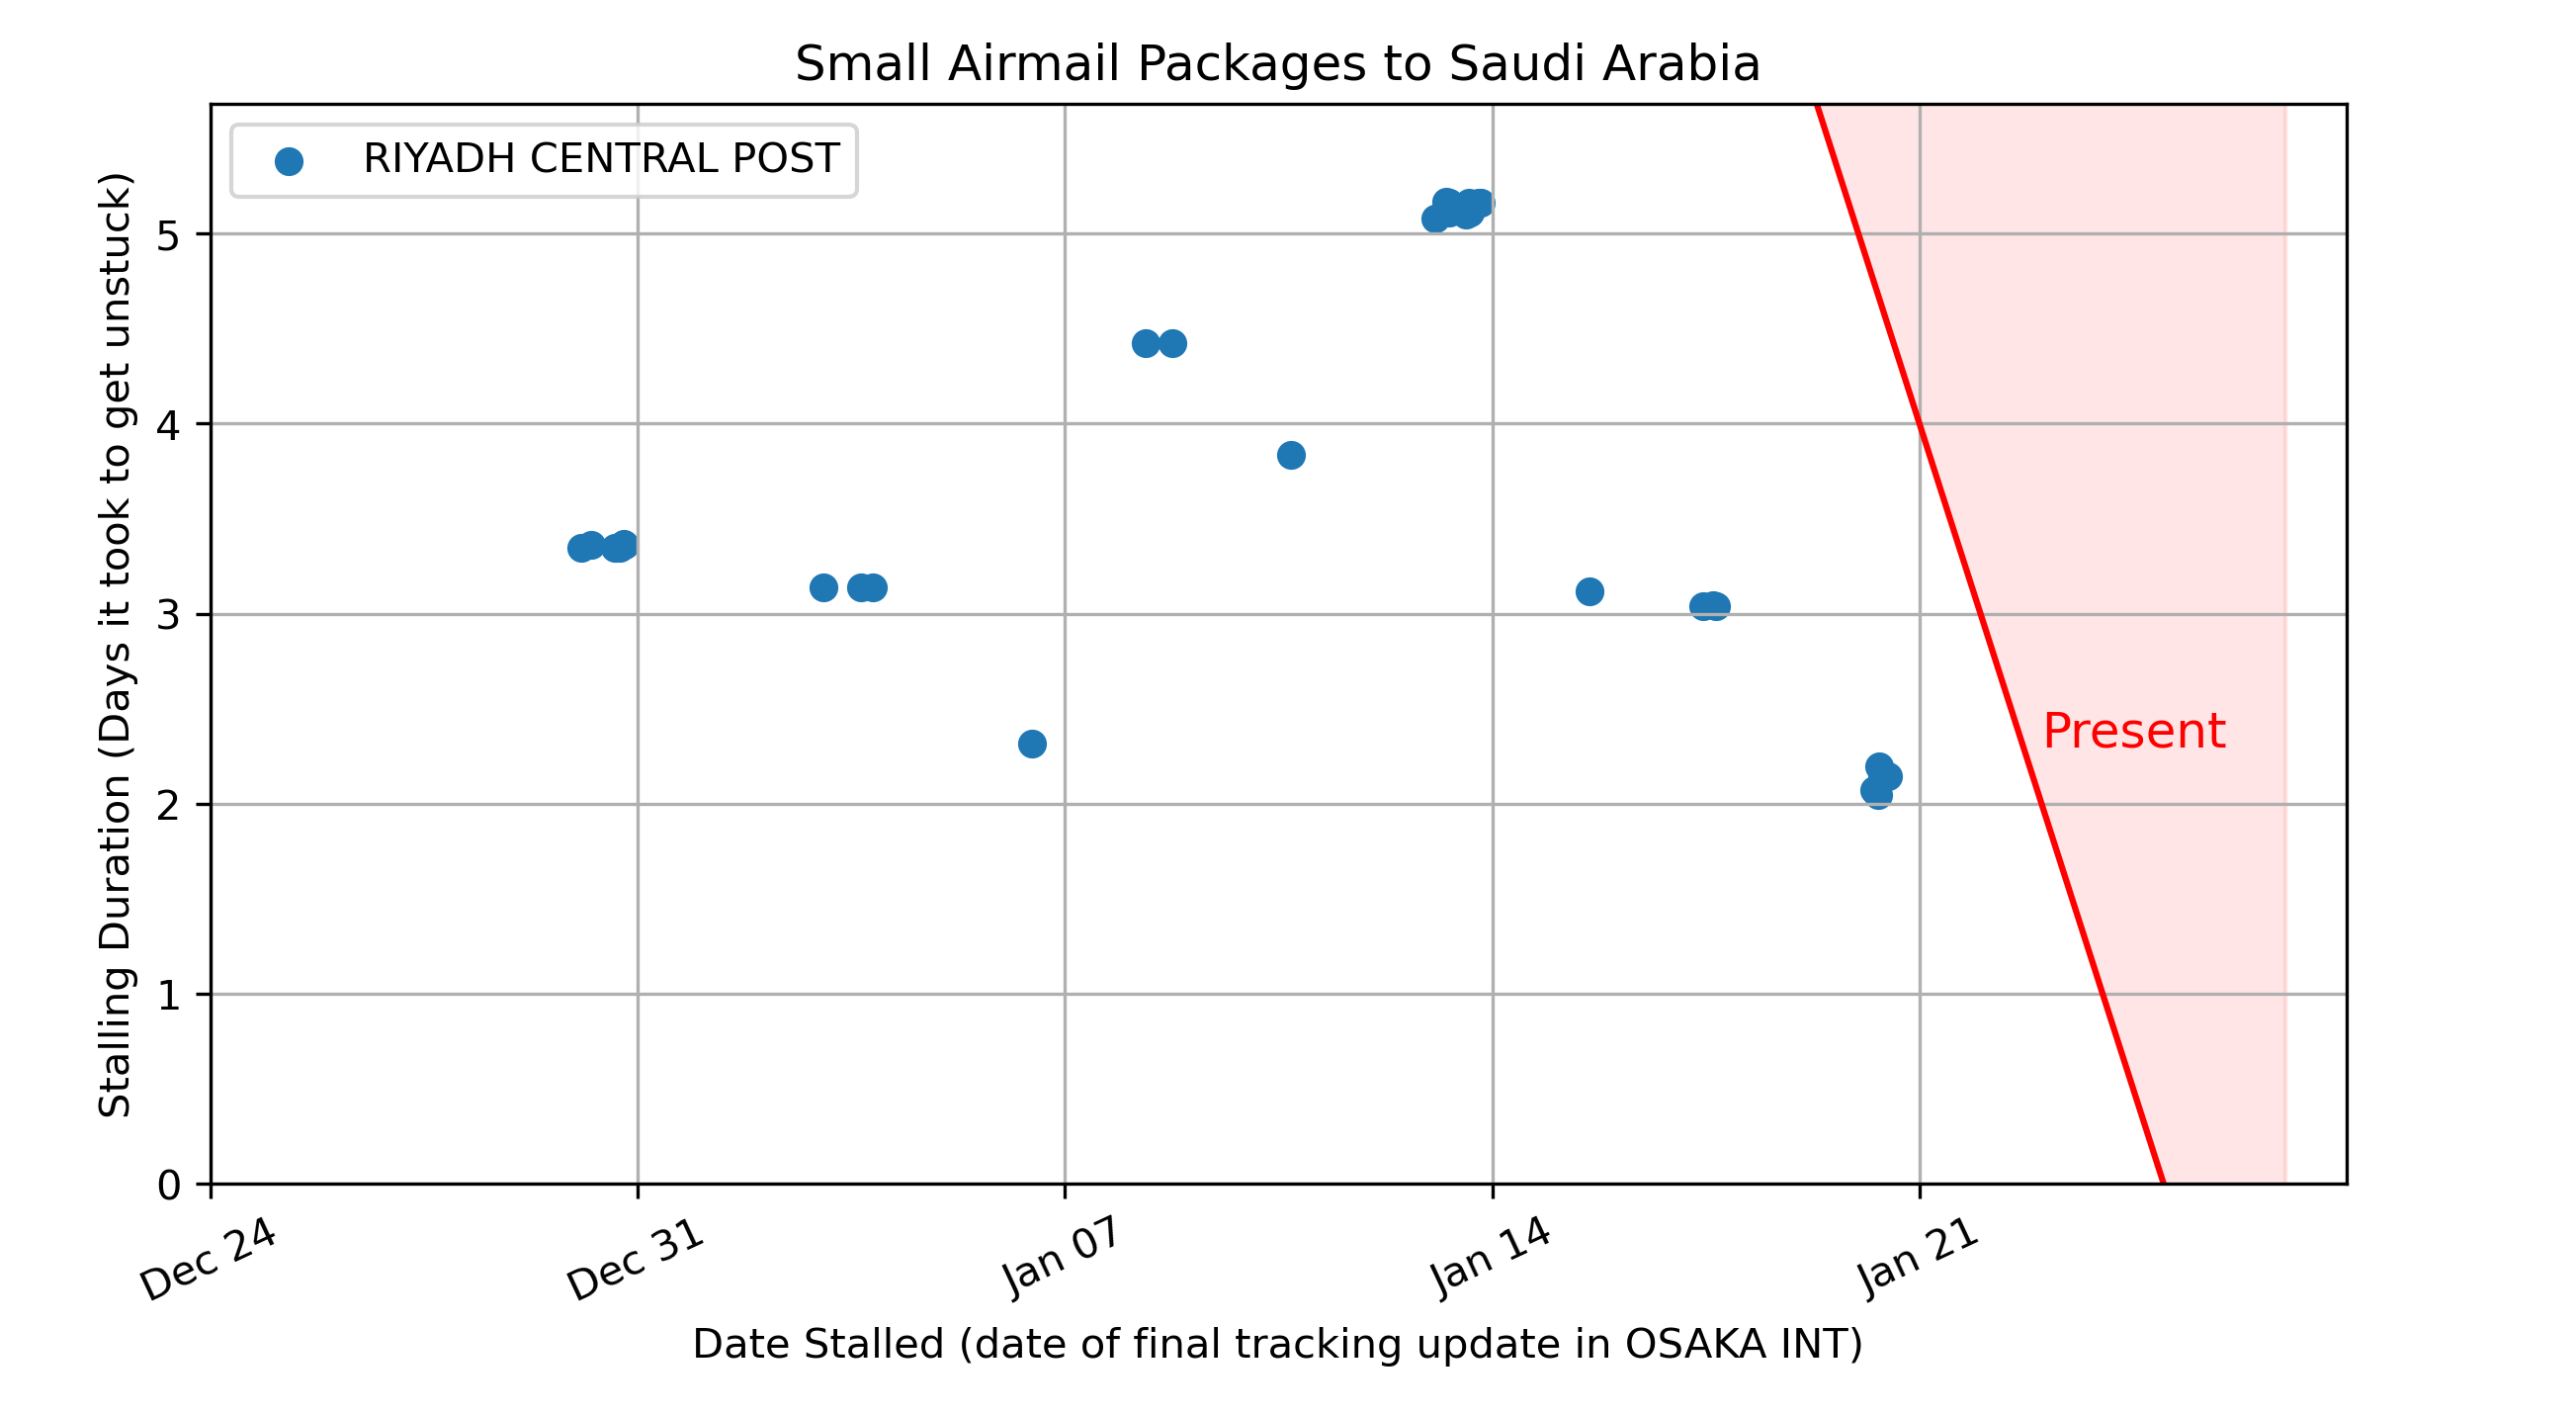 Small Airmail Packages to Saudi Arabia
RIYADH CENTRAL POST
Stalling Duration (Days it took to get unstuck)
5
4
3
2
1
0
Present
Dec 24
Dec 31
Jan 07
Jan 14
Jan 21
Date Stalled (date of final tracking update in OSAKA INT)